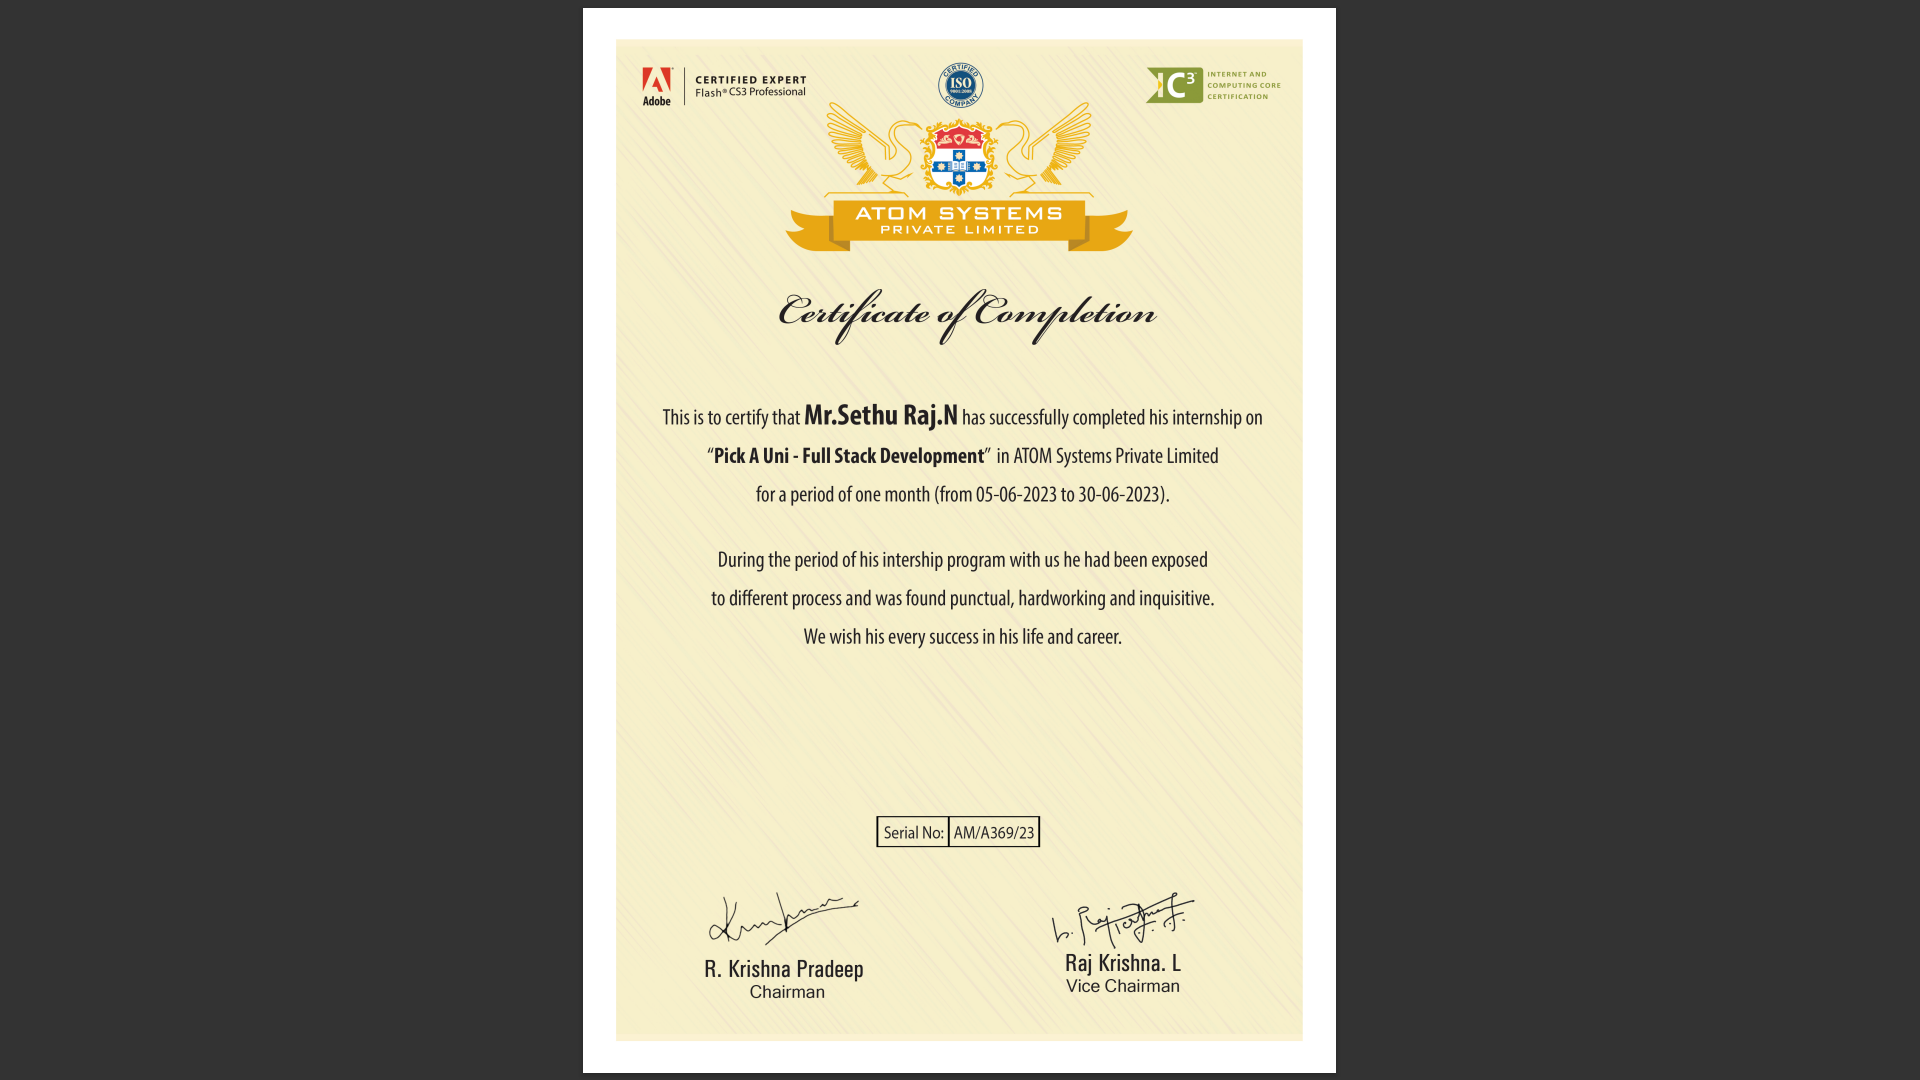 Adobe
CERTIFIED EXPERT
Flash® CS3 Professional
CERTIFIED
ISO
9001:2008
COMPANY
IC3
INTERNET AND
COMPUTING CORE
CERTIFICATION
ATOM SYSTEMS
PRIVATE LIMITED
Certificate of Completion
This is to certify that Mr.Sethu Raj.N has successfully completed his internship on
“Pick A Uni - Full Stack Development” in ATOM Systems Private Limited
for a period of one month (from 05-06-2023 to 30-06-2023).
During the period of his intership program with us he had been exposed
to different process and was found punctual, hardworking and inquisitive.
We wish his every success in his life and career.
Serial No: AM/A369/23
R. Krishna Pradeep
Chairman
Raj Krishna. L
Vice Chairman